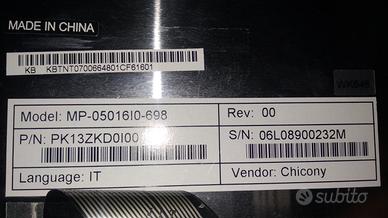 MADE IN CHINA
KB KBTNT0700664801CF61601
Model: MP-05016I0-698
Rev: 00
P/N: PK13ZKD0I00
S/N: 06L08900232M
Language: IT
Vendor: Chicony
subito